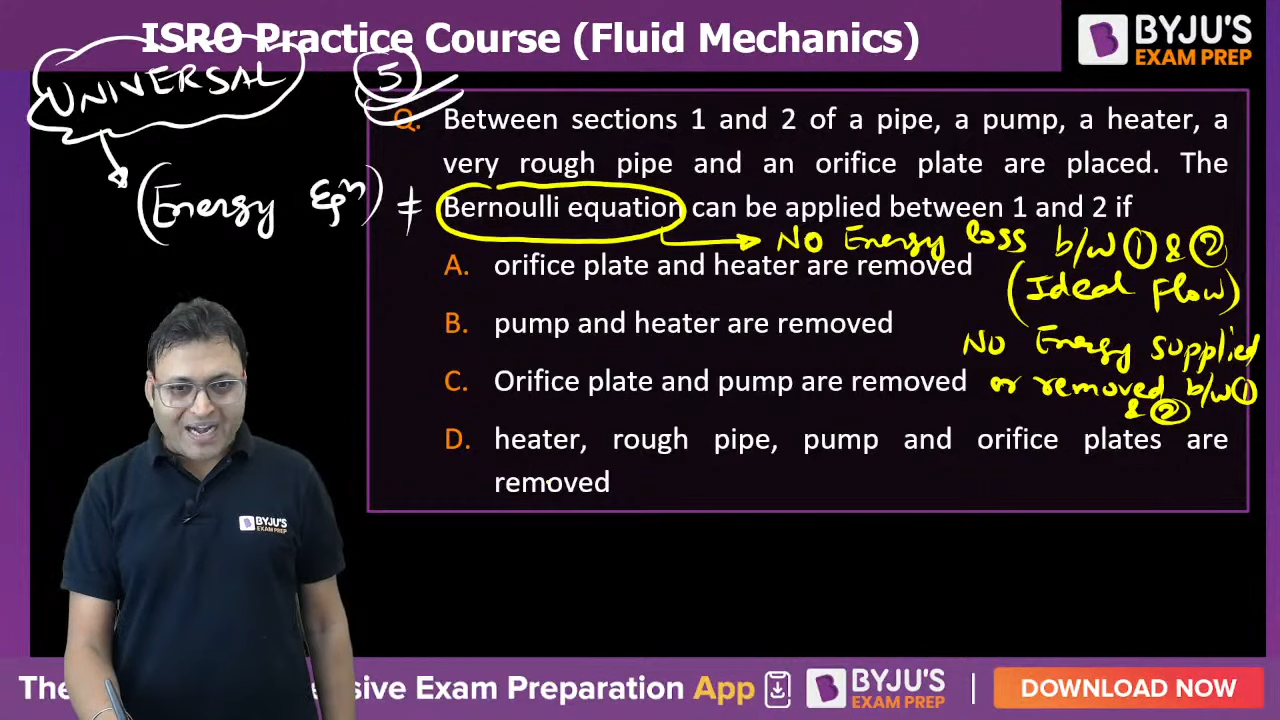 ISRO Practice Course (Fluid Mechanics)
BYJU'S
EXAM PREP
UNIVERSAL
5
Q. Between sections 1 and 2 of a pipe, a pump, a heater, a
very rough pipe and an orifice plate are placed. The
(Energy Eqn) ≠ Bernoulli equation can be applied between 1 and 2 if
No Energy loss b/w ① & ②
A. orifice plate and heater are removed
(Ideal Flow)
B. pump and heater are removed
No Energy supplied
C. Orifice plate and pump are removed
or removed b/w ①
& ②
D. heater, rough pipe, pump and orifice plates are
removed
BYJU'S
EXAM PREP
The
sive Exam Preparation App
BYJU'S
EXAM PREP
DOWNLOAD NOW